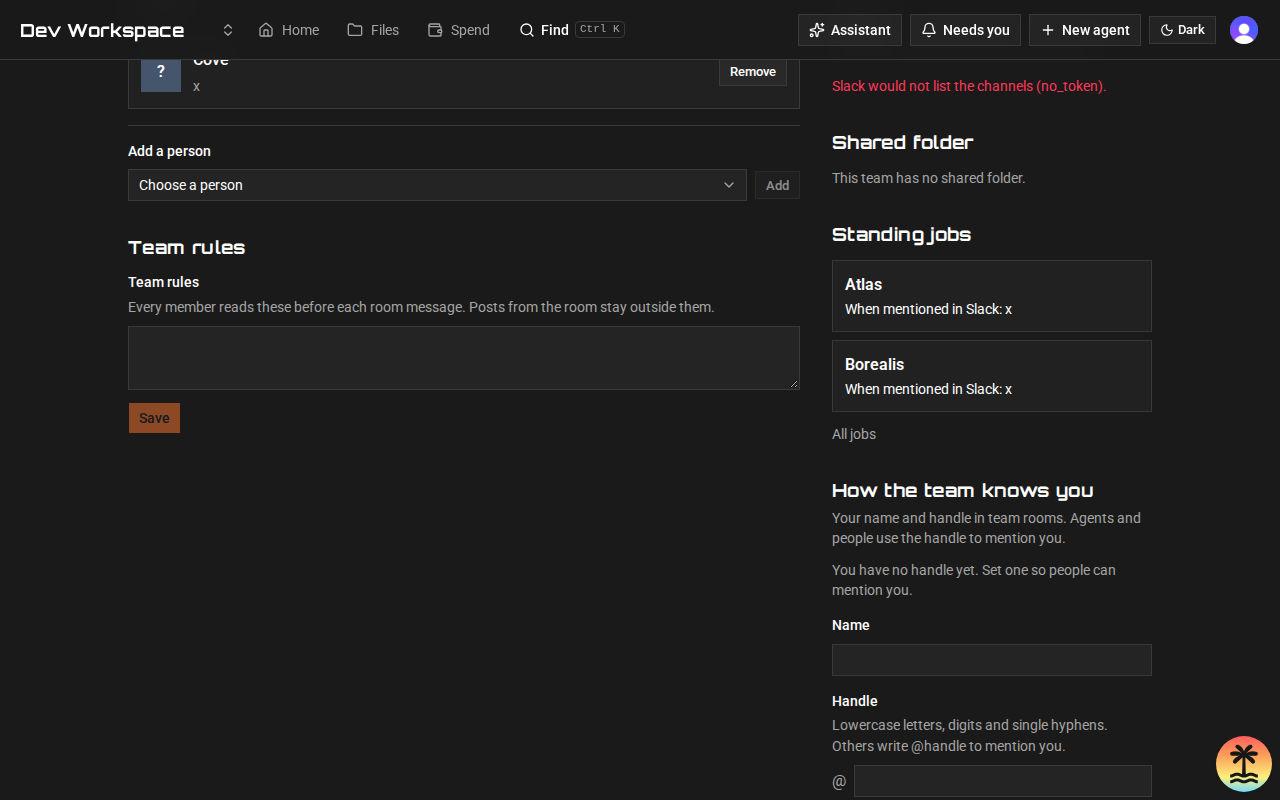 Dev Workspace
Home
Files
Spend
Find
Ctrl K
Assistant
Needs you
New agent
Dark
?
Cove
x
Remove
Add a person
Choose a person
Add
Team rules
Team rules
Every member reads these before each room message. Posts from the room stay outside them.
Save
Slack would not list the channels (no_token).
Shared folder
This team has no shared folder.
Standing jobs
Atlas
When mentioned in Slack: x
Borealis
When mentioned in Slack: x
All jobs
How the team knows you
Your name and handle in team rooms. Agents and
people use the handle to mention you.
You have no handle yet. Set one so people can
mention you.
Name
Handle
Lowercase letters, digits and single hyphens.
Others write @handle to mention you.
@